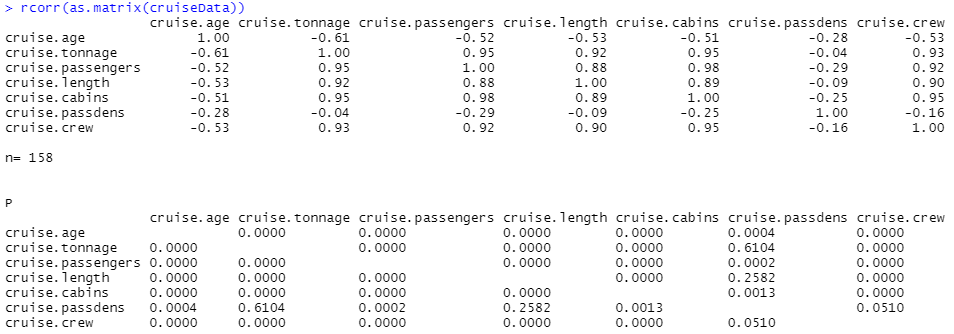 > rcorr(as.matrix(cruiseData))
cruise.age cruise.tonnage cruise.passengers cruise.length cruise.cabins cruise.passdens cruise.crew
cruise.age 1.00 -0.61 -0.52 -0.53 -0.51 -0.28 -0.53
cruise.tonnage -0.61 1.00 0.95 0.92 0.95 -0.04 0.93
cruise.passengers -0.52 0.95 1.00 0.88 0.98 -0.29 0.92
cruise.length -0.53 0.92 0.88 1.00 0.89 -0.09 0.90
cruise.cabins -0.51 0.95 0.98 0.89 1.00 -0.25 0.95
cruise.passdens -0.28 -0.04 -0.29 -0.09 -0.25 1.00 -0.16
cruise.crew -0.53 0.93 0.92 0.90 0.95 -0.16 1.00
n= 158
P
cruise.age cruise.tonnage cruise.passengers cruise.length cruise.cabins cruise.passdens cruise.crew
cruise.age 0.0000 0.0000 0.0000 0.0000 0.0004 0.0000
cruise.tonnage 0.0000 0.0000 0.0000 0.0000 0.6104 0.0000
cruise.passengers 0.0000 0.0000 0.0000 0.0000 0.0002 0.0000
cruise.length 0.0000 0.0000 0.0000 0.0000 0.2582 0.0000
cruise.cabins 0.0000 0.0000 0.0000 0.0000 0.0013 0.0000
cruise.passdens 0.0004 0.6104 0.0002 0.2582 0.0013 0.0510
cruise.crew 0.0000 0.0000 0.0000 0.0000 0.0000 0.0510